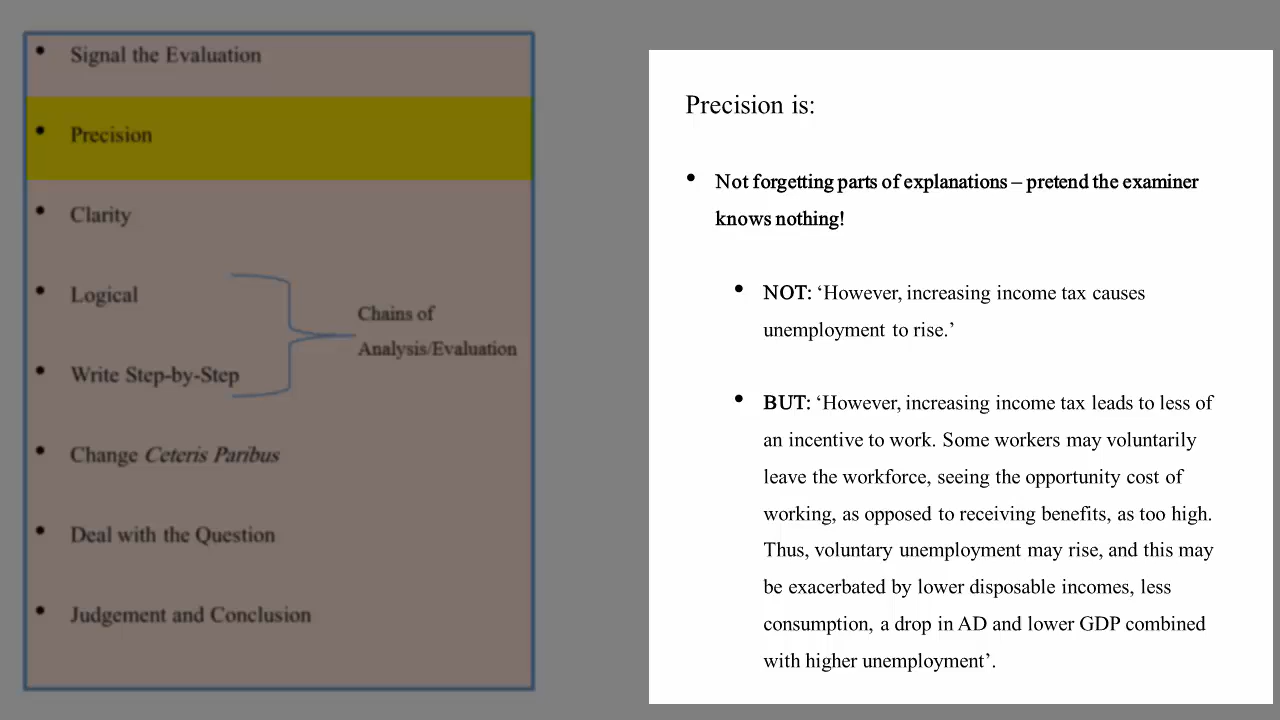 • Signal the Evaluation
• Precision
• Clarity
• Logical
• Write Step-by-Step
Chains of
Analysis/Evaluation
• Change Ceteris Paribus
• Deal with the Question
• Judgement and Conclusion
Precision is:
• Not forgetting parts of explanations – pretend the examiner
knows nothing!
• NOT: ‘However, increasing income tax causes
unemployment to rise.’
• BUT: ‘However, increasing income tax leads to less of
an incentive to work. Some workers may voluntarily
leave the workforce, seeing the opportunity cost of
working, as opposed to receiving benefits, as too high.
Thus, voluntary unemployment may rise, and this may
be exacerbated by lower disposable incomes, less
consumption, a drop in AD and lower GDP combined
with higher unemployment’.